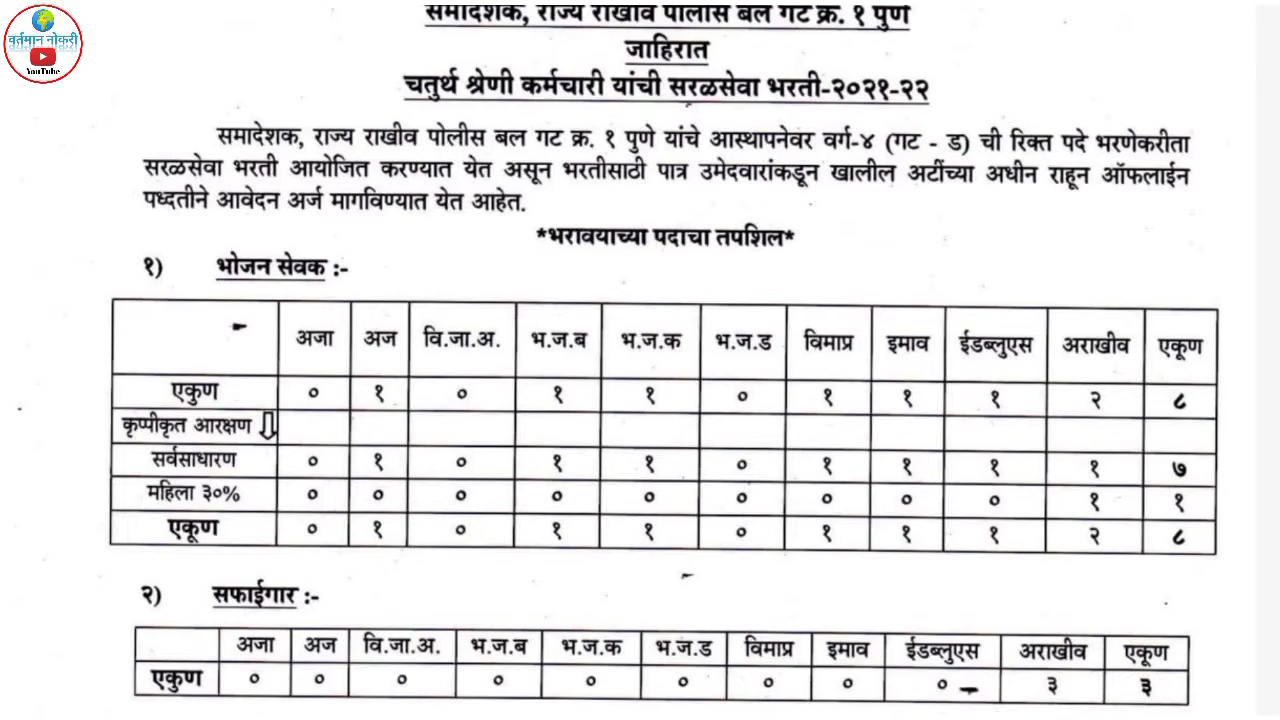 वर्तमान नोकरी
YouTube
समादेशक, राज्य राखीव पोलीस बल गट क्र. १ पुणे
जाहिरात
चतुर्थ श्रेणी कर्मचारी यांची सरळसेवा भरती-२०२१-२२
समादेशक, राज्य राखीव पोलीस बल गट क्र. १ पुणे यांचे आस्थापनेवर वर्ग-४ (गट - ड) ची रिक्त पदे भरणेकरीता
सरळसेवा भरती आयोजित करण्यात येत असून भरतीसाठी पात्र उमेदवारांकडून खालील अटींच्या अधीन राहून ऑफलाईन
पध्दतीने आवेदन अर्ज मागविण्यात येत आहेत.
*भरावयाच्या पदाचा तपशिल*
१) भोजन सेवक :-
अजा अज वि.जा.अ. भ.ज.ब भ.ज.क भ.ज.ड विमाप्र इमाव ईडब्लुएस अराखीव एकूण
एकुण ० १ ० १ १ ० १ १ १ २ ८
कृप्पीकृत आरक्षण
सर्वसाधारण ० १ ० १ १ ० १ १ १ १ ७
महिला ३०% ० ० ० ० ० ० ० ० ० १ १
एकूण ० १ ० १ १ ० १ १ १ २ ८
२) सफाईगार :-
अजा अज वि.जा.अ. भ.ज.ब भ.ज.क भ.ज.ड विमाप्र इमाव ईडब्लुएस अराखीव एकूण
एकुण ० ० ० ० ० ० ० ० ० ३ ३